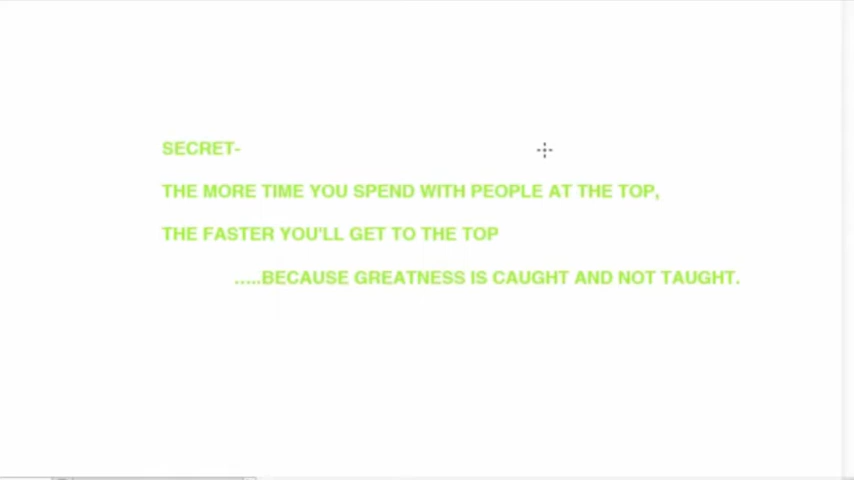 SECRET-
THE MORE TIME YOU SPEND WITH PEOPLE AT THE TOP,
THE FASTER YOU'LL GET TO THE TOP
.....BECAUSE GREATNESS IS CAUGHT AND NOT TAUGHT.